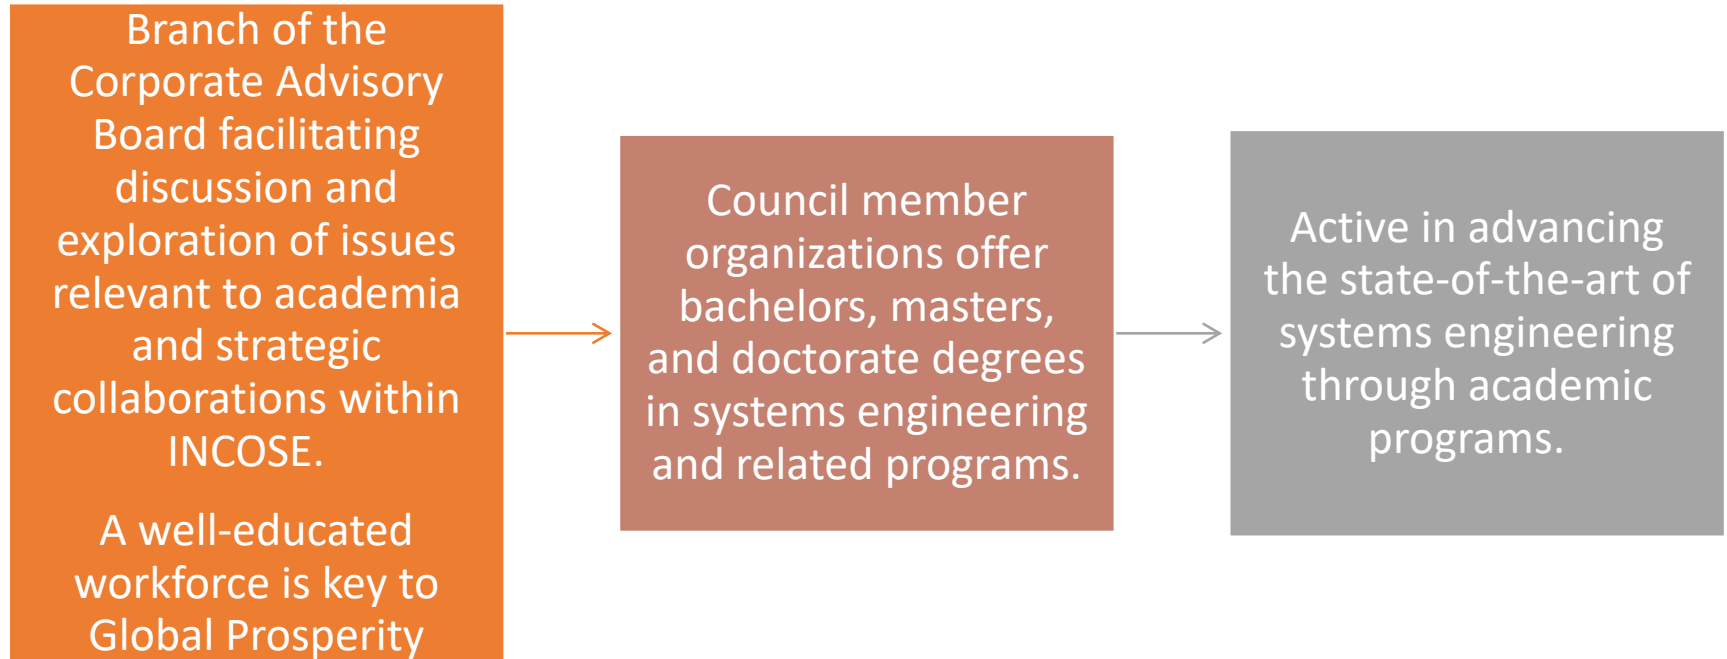 Branch of the
Corporate Advisory
Board facilitating
discussion and
exploration of issues
relevant to academia
and strategic
collaborations within
INCOSE.
A well-educated
workforce is key to
Global Prosperity
Council member
organizations offer
bachelors, masters,
and doctorate degrees
in systems engineering
and related programs.
Active in advancing
the state-of-the-art of
systems engineering
through academic
programs.